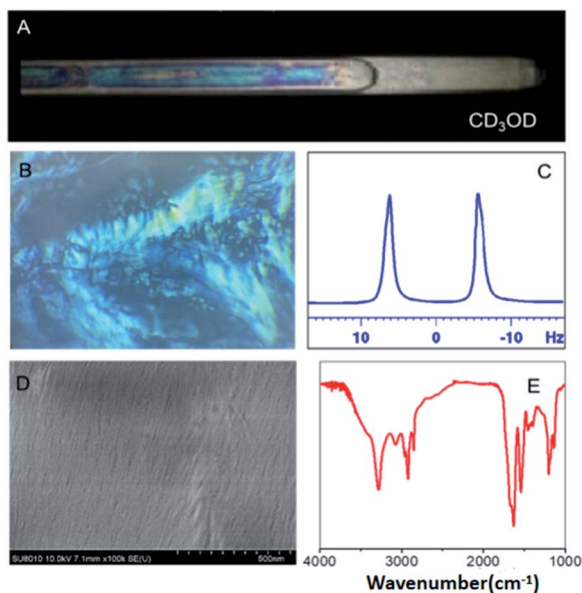 A
CD₃OD
B
C
10 0 -10 Hz
D
SU8010 10.0kV 7.1mm x100k SE(U) 500nm
E
4000 3000 2000 1000
Wavenumber(cm⁻¹)